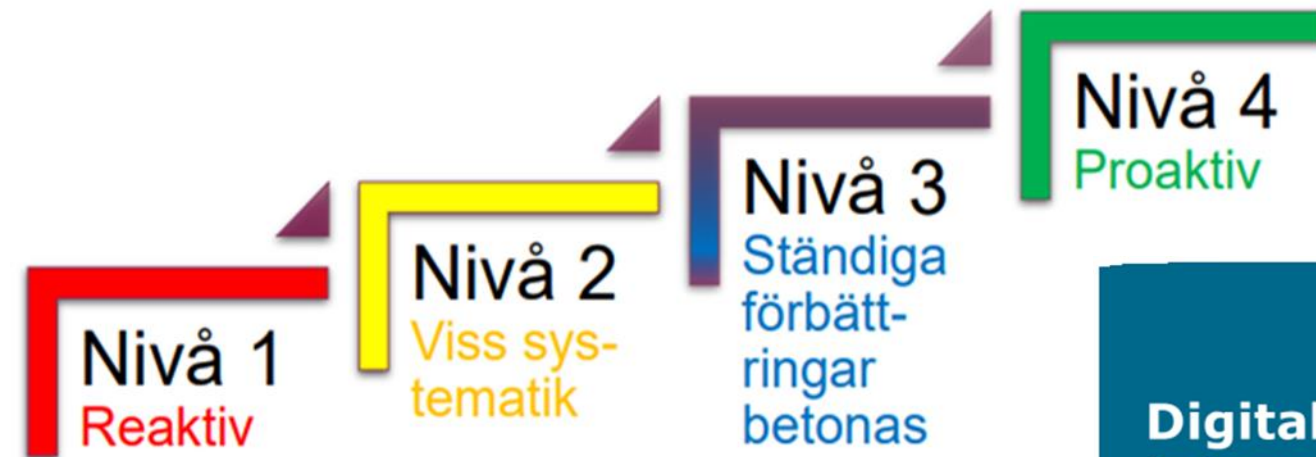 Nivå 1
Reaktiv
Nivå 2
Viss sys-
tematik
Nivå 3
Ständiga
förbätt-
ringar
betonas
Nivå 4
Proaktiv
Digital